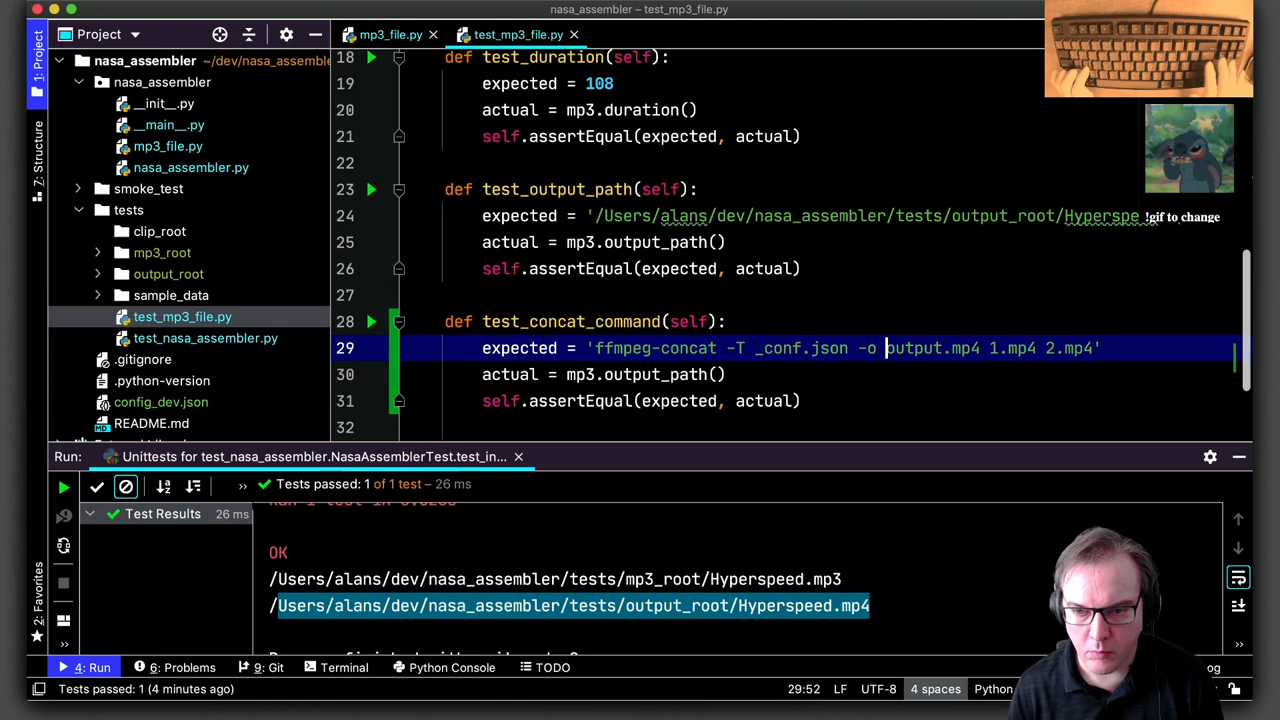 nasa_assembler – test_mp3_file.py
Project
mp3_file.py
test_mp3_file.py
1: Project
7: Structure
2: Favorites
nasa_assembler ~/dev/nasa_assemble
nasa_assembler
__init__.py
__main__.py
mp3_file.py
nasa_assembler.py
smoke_test
tests
clip_root
mp3_root
output_root
sample_data
test_mp3_file.py
test_nasa_assembler.py
.gitignore
.python-version
config_dev.json
README.md
18 def test_duration(self):
19 expected = 108
20 actual = mp3.duration()
21 self.assertEqual(expected, actual)
22
23 def test_output_path(self):
24 expected = '/Users/alans/dev/nasa_assembler/tests/output_root/Hyperspe
25 actual = mp3.output_path()
26 self.assertEqual(expected, actual)
27
28 def test_concat_command(self):
29 expected = 'ffmpeg-concat -T _conf.json -o output.mp4 1.mp4 2.mp4'
30 actual = mp3.output_path()
31 self.assertEqual(expected, actual)
32
!gif to change
Run: Unittests for test_nasa_assembler.NasaAssemblerTest.test_in...
Tests passed: 1 of 1 test – 26 ms
Test Results 26 ms
OK
/Users/alans/dev/nasa_assembler/tests/mp3_root/Hyperspeed.mp3
/Users/alans/dev/nasa_assembler/tests/output_root/Hyperspeed.mp4
4: Run
6: Problems
9: Git
Terminal
Python Console
TODO
Tests passed: 1 (4 minutes ago)
29:52 LF UTF-8 4 spaces Python